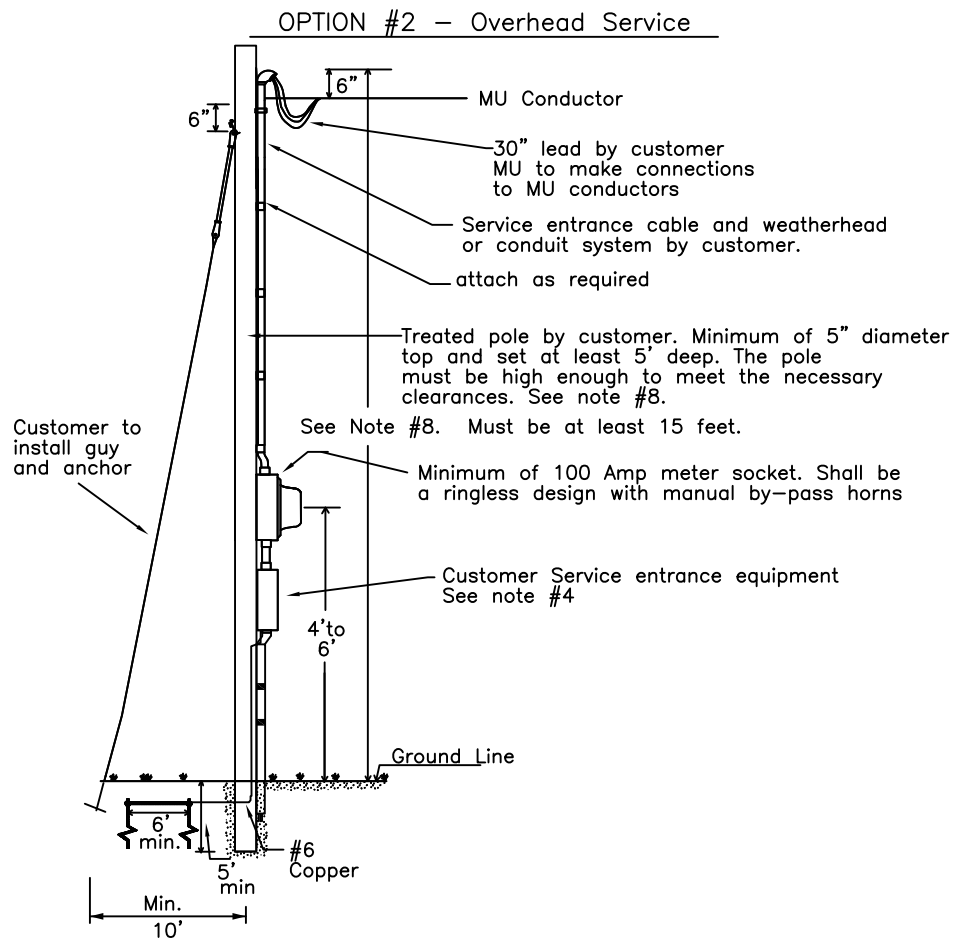 OPTION #2 – Overhead Service
6"
MU Conductor
6"
30" lead by customer
MU to make connections
to MU conductors
Service entrance cable and weatherhead
or conduit system by customer.
attach as required
Treated pole by customer. Minimum of 5" diameter
top and set at least 5' deep. The pole
must be high enough to meet the necessary
clearances. See note #8.
See Note #8. Must be at least 15 feet.
Customer to
install guy
and anchor
Minimum of 100 Amp meter socket. Shall be
a ringless design with manual by–pass horns
Customer Service entrance equipment
See note #4
4'to
6'
Ground Line
6'
min.
#6
Copper
5'
min
Min.
10'